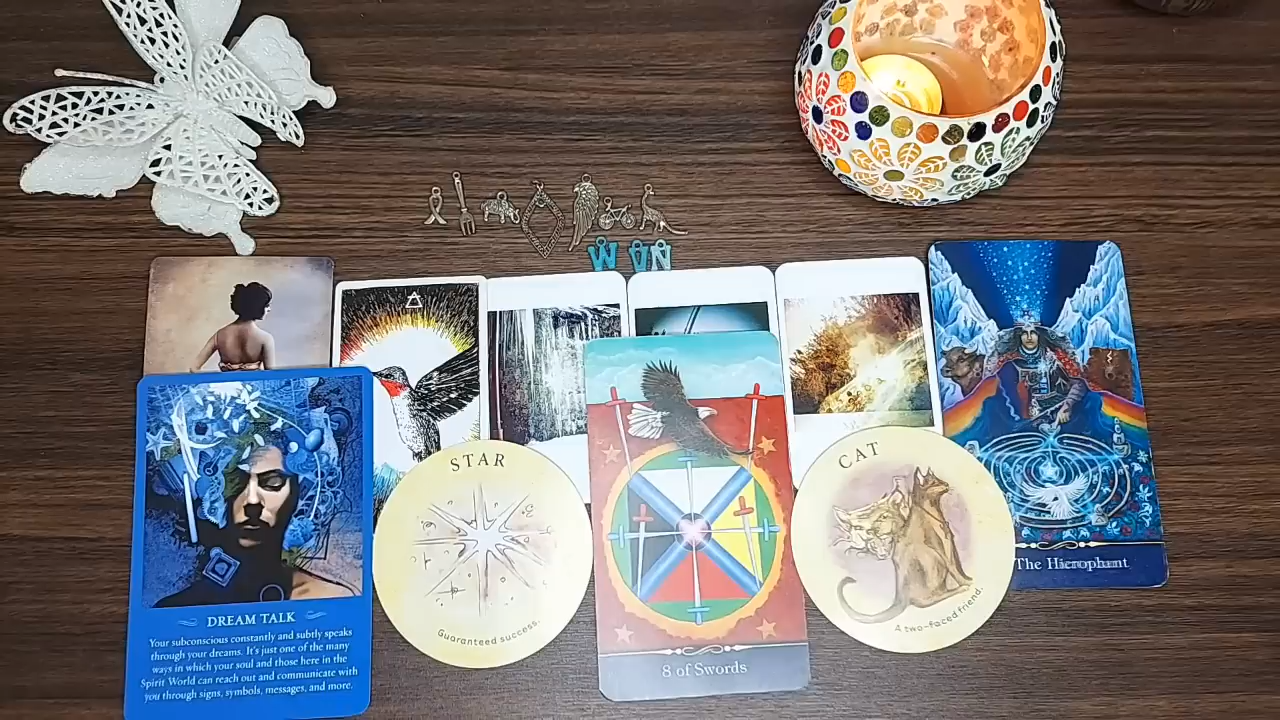 W U N
STAR
Guaranteed success.
CAT
A two-faced friend.
The Hierophant
DREAM TALK
Your subconscious constantly and subtly speaks
through your dreams. It's just one of the many
ways in which your soul and those here in the
Spirit World can reach out and communicate with
you through signs, symbols, messages, and more.
8 of Swords